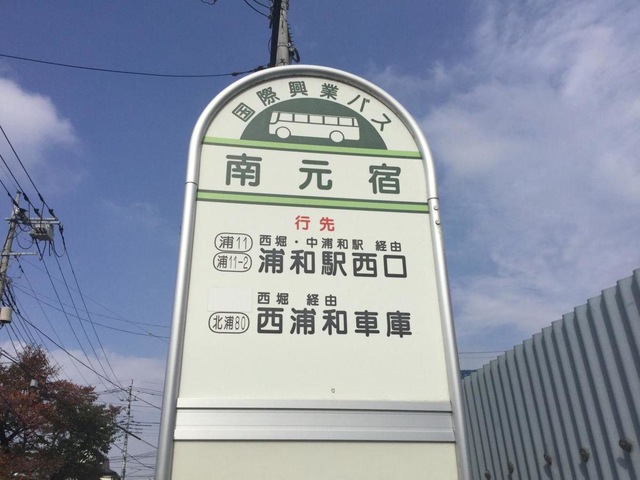 国際興業バス
南元宿
行先
浦11 西堀・中浦和駅 経由
浦11-2 浦和駅西口
西堀 経由
北浦80 西浦和車庫